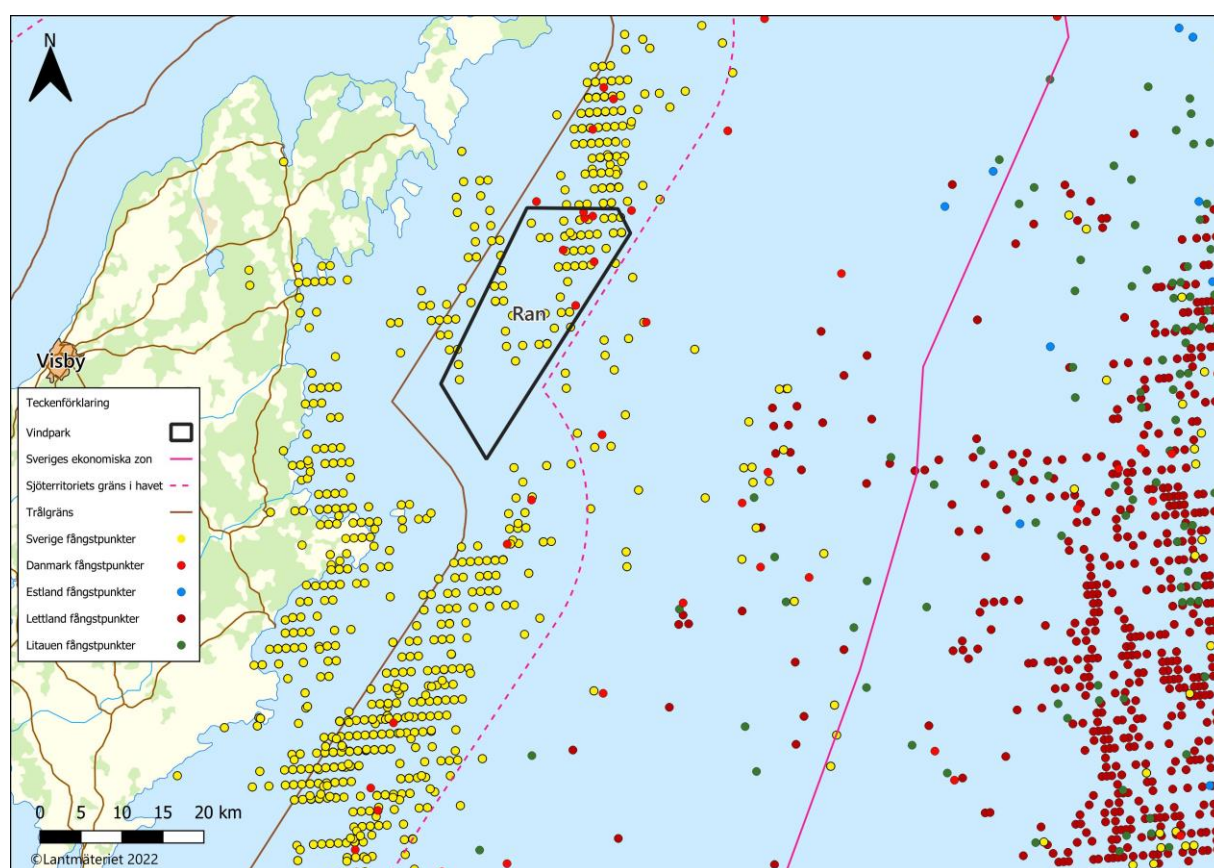 N
Ran
Visby
Teckenförklaring
Vindpark
Sveriges ekonomiska zon
Sjöterritoriets gräns i havet
Trålgräns
Sverige fångstpunkter
Danmark fångstpunkter
Estland fångstpunkter
Lettland fångstpunkter
Litauen fångstpunkter
0 5 10 15 20 km
©Lantmäteriet 2022